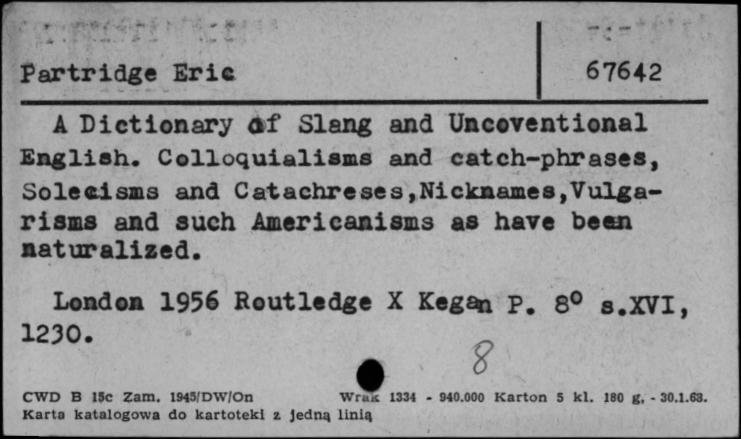 Partridge Eric 67642
A Dictionary of Slang and Uncoventional
English. Colloquialisms and catch-phrases,
Solecisms and Catachreses,Nicknames,Vulga-
risms and such Americanisms as have been
naturalized.
London 1956 Routledge X Kegan P. 8° s.XVI,
1230.
8
CWD B 15c Zam. 1945/DW/On Wrak 1334 - 940.000 Karton 5 kl. 180 g. - 30.1.63.
Karta katalogowa do kartoteki z jedną linią